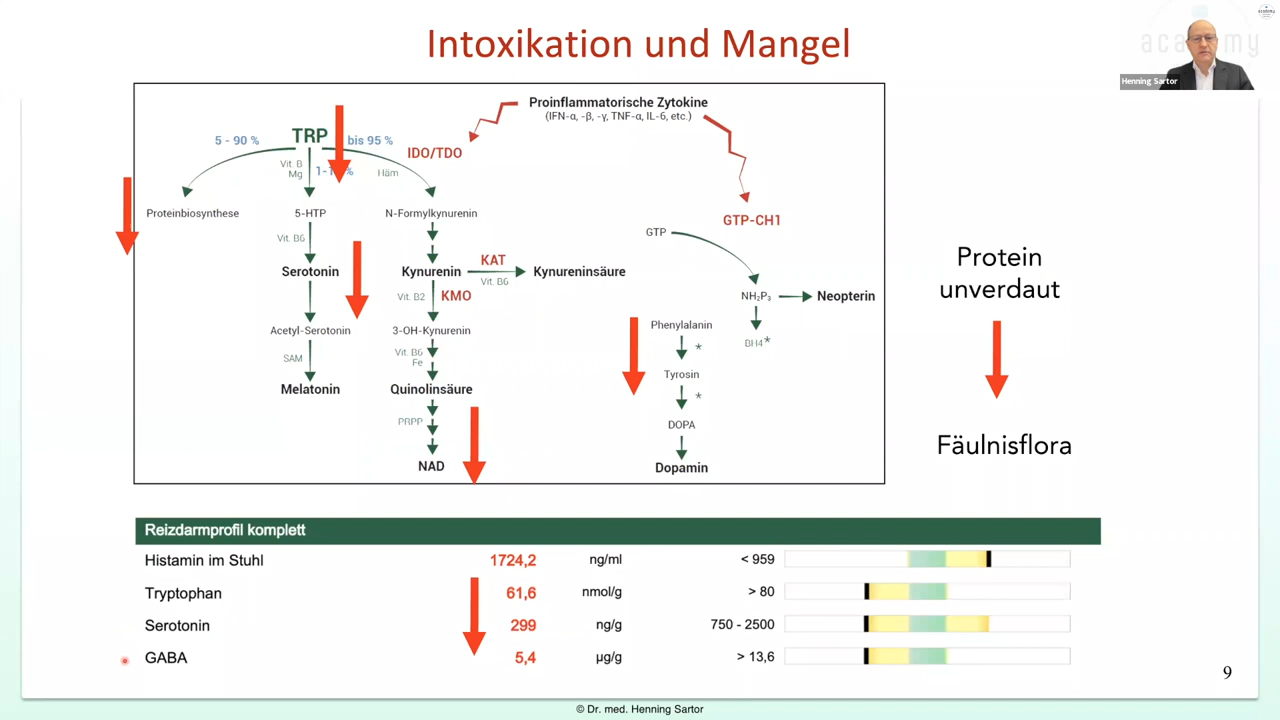 Intoxikation und Mangel
academy
Henning Sartor
Proinflammatorische Zytokine
(IFN-α, -β, -γ, TNF-α, IL-6, etc.)
5 - 90 %
TRP
bis 95 %
IDO/TDO
Vit. B
Mg
Häm
Proteinbiosynthese
5-HTP
N-Formylkynurenin
GTP-CH1
GTP
Vit. B6
Serotonin
Kynurenin
KAT
Vit. B6
Kynureninsäure
Vit. B2
KMO
NH₂P₃
Neopterin
Acetyl-Serotonin
3-OH-Kynurenin
Phenylalanin
BH4*
SAM
Vit. B6
Fe
*
Tyrosin
Melatonin
Quinolinsäure
*
PRPP
DOPA
NAD
Dopamin
Protein
unverdaut
Fäulnisflora
Reizdarmprofil komplett
Histamin im Stuhl 1724,2 ng/ml < 959
Tryptophan 61,6 nmol/g > 80
Serotonin 299 ng/g 750 - 2500
GABA 5,4 µg/g > 13,6
9
© Dr. med. Henning Sartor